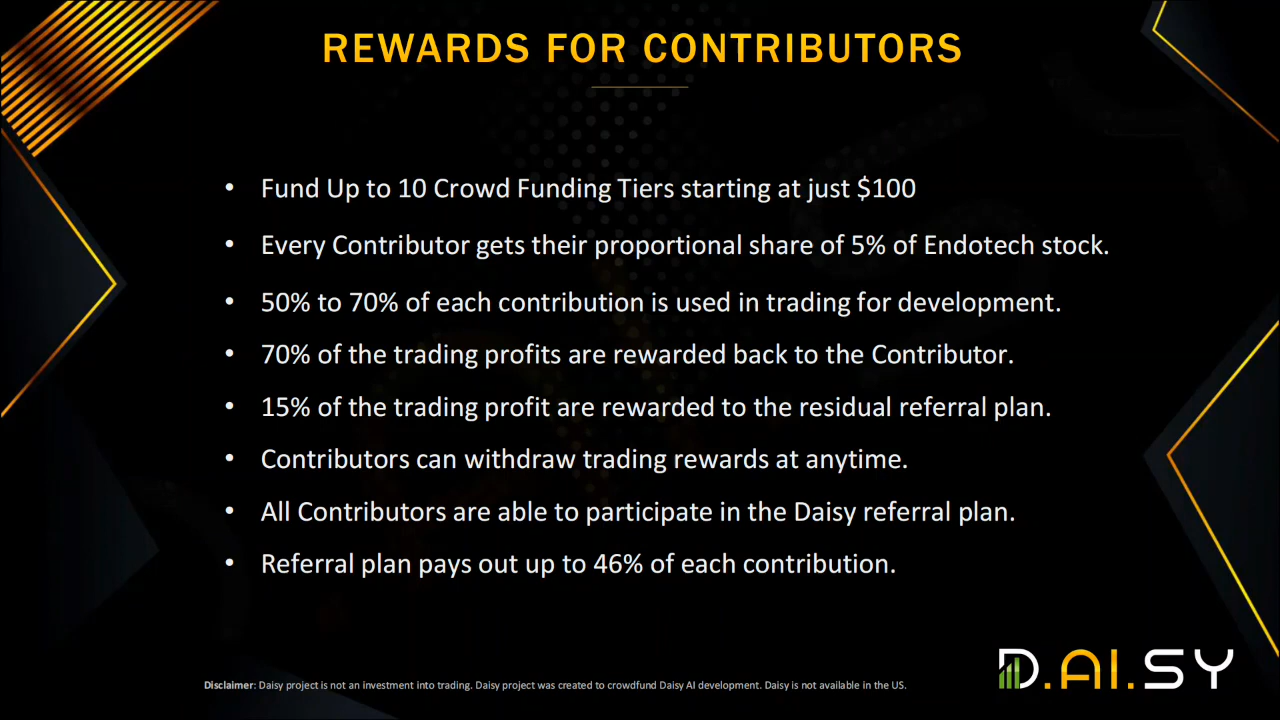 REWARDS FOR CONTRIBUTORS
• Fund Up to 10 Crowd Funding Tiers starting at just $100
• Every Contributor gets their proportional share of 5% of Endotech stock.
• 50% to 70% of each contribution is used in trading for development.
• 70% of the trading profits are rewarded back to the Contributor.
• 15% of the trading profit are rewarded to the residual referral plan.
• Contributors can withdraw trading rewards at anytime.
• All Contributors are able to participate in the Daisy referral plan.
• Referral plan pays out up to 46% of each contribution.
Disclaimer: Daisy project is not an investment into trading. Daisy project was created to crowdfund Daisy AI development. Daisy is not available in the US.
D.AI.SY